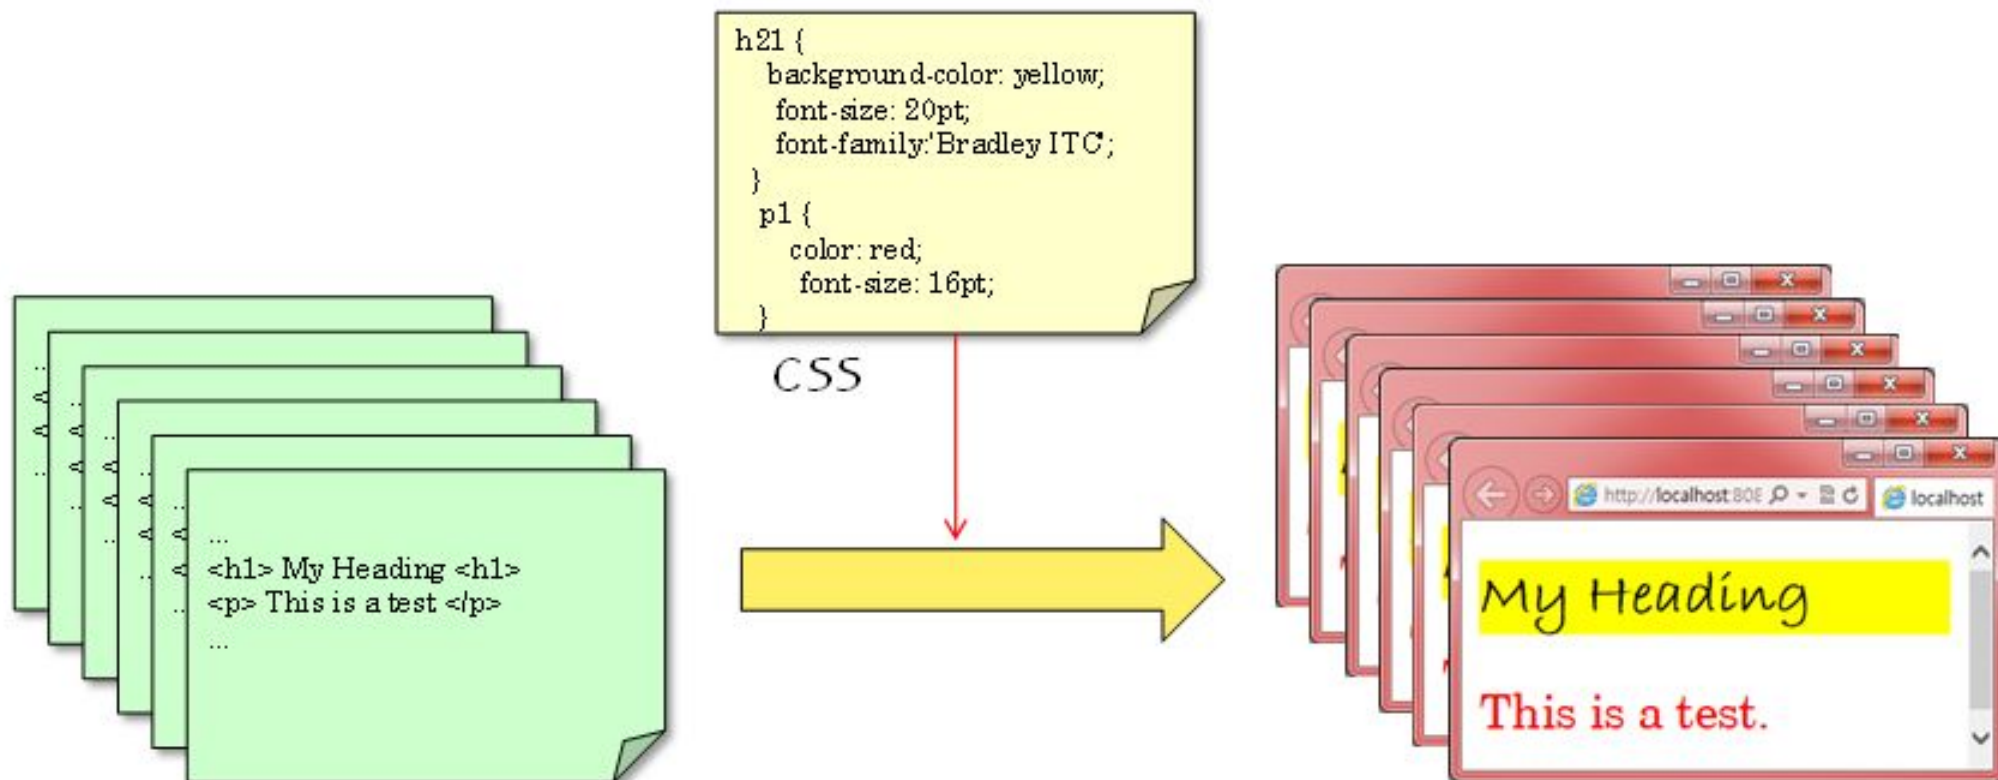 h21 {
background-color: yellow;
font-size: 20pt;
font-family:'Bradley ITC';
}
p1 {
color: red;
font-size: 16pt;
}
CSS
...
<h1> My Heading <h1>
<p> This is a test </p>
...
http://localhost:808
localhost
My Heading
This is a test.